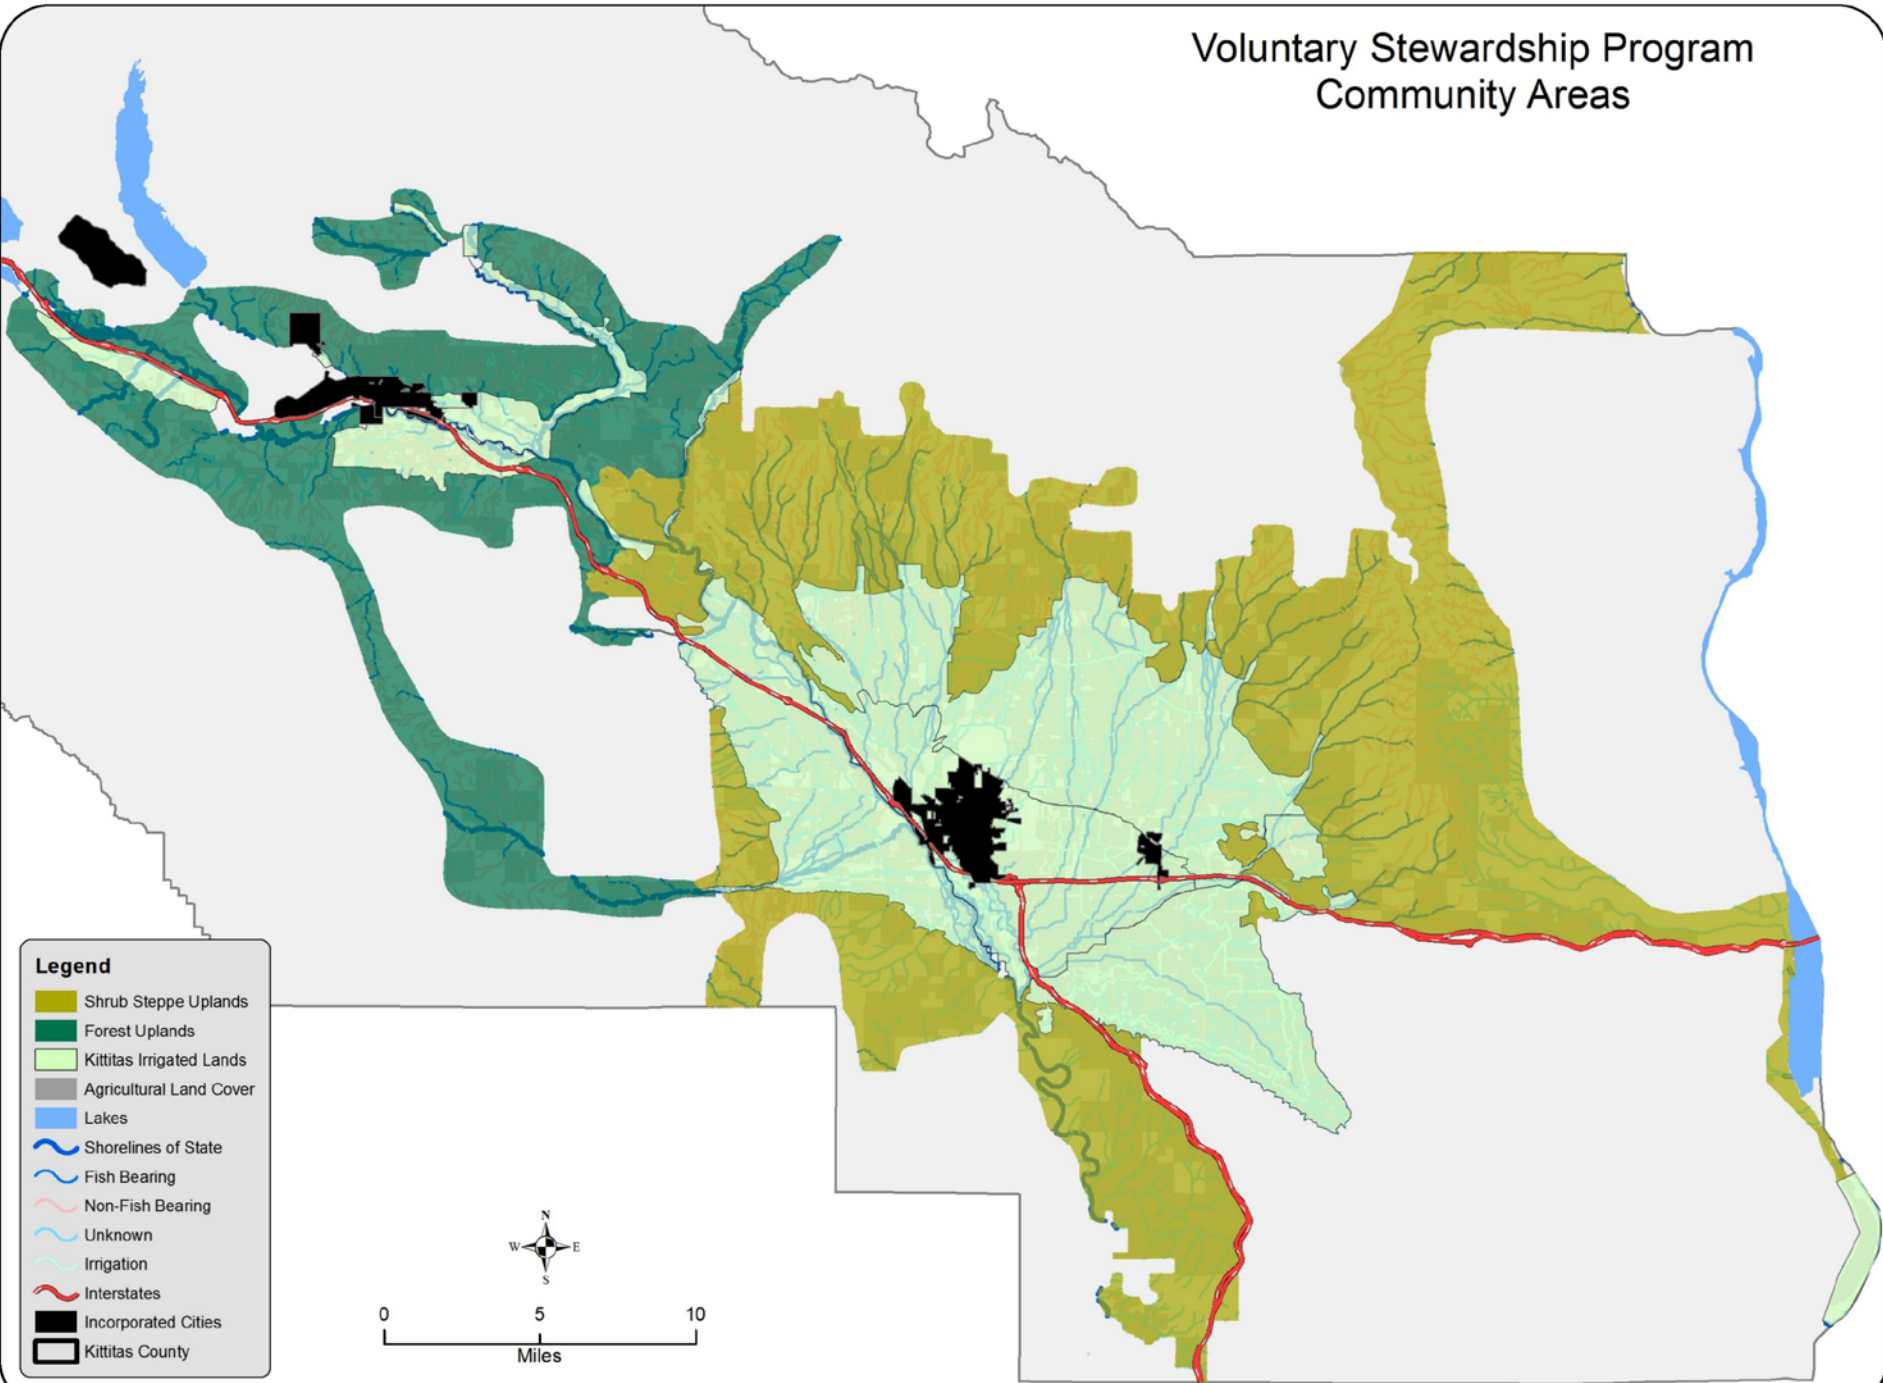 Voluntary Stewardship Program
Community Areas
Legend
Shrub Steppe Uplands
Forest Uplands
Kittitas Irrigated Lands
Agricultural Land Cover
Lakes
Shorelines of State
Fish Bearing
Non-Fish Bearing
Unknown
Irrigation
Interstates
Incorporated Cities
Kittitas County
N
W E
S
0 5 10
Miles